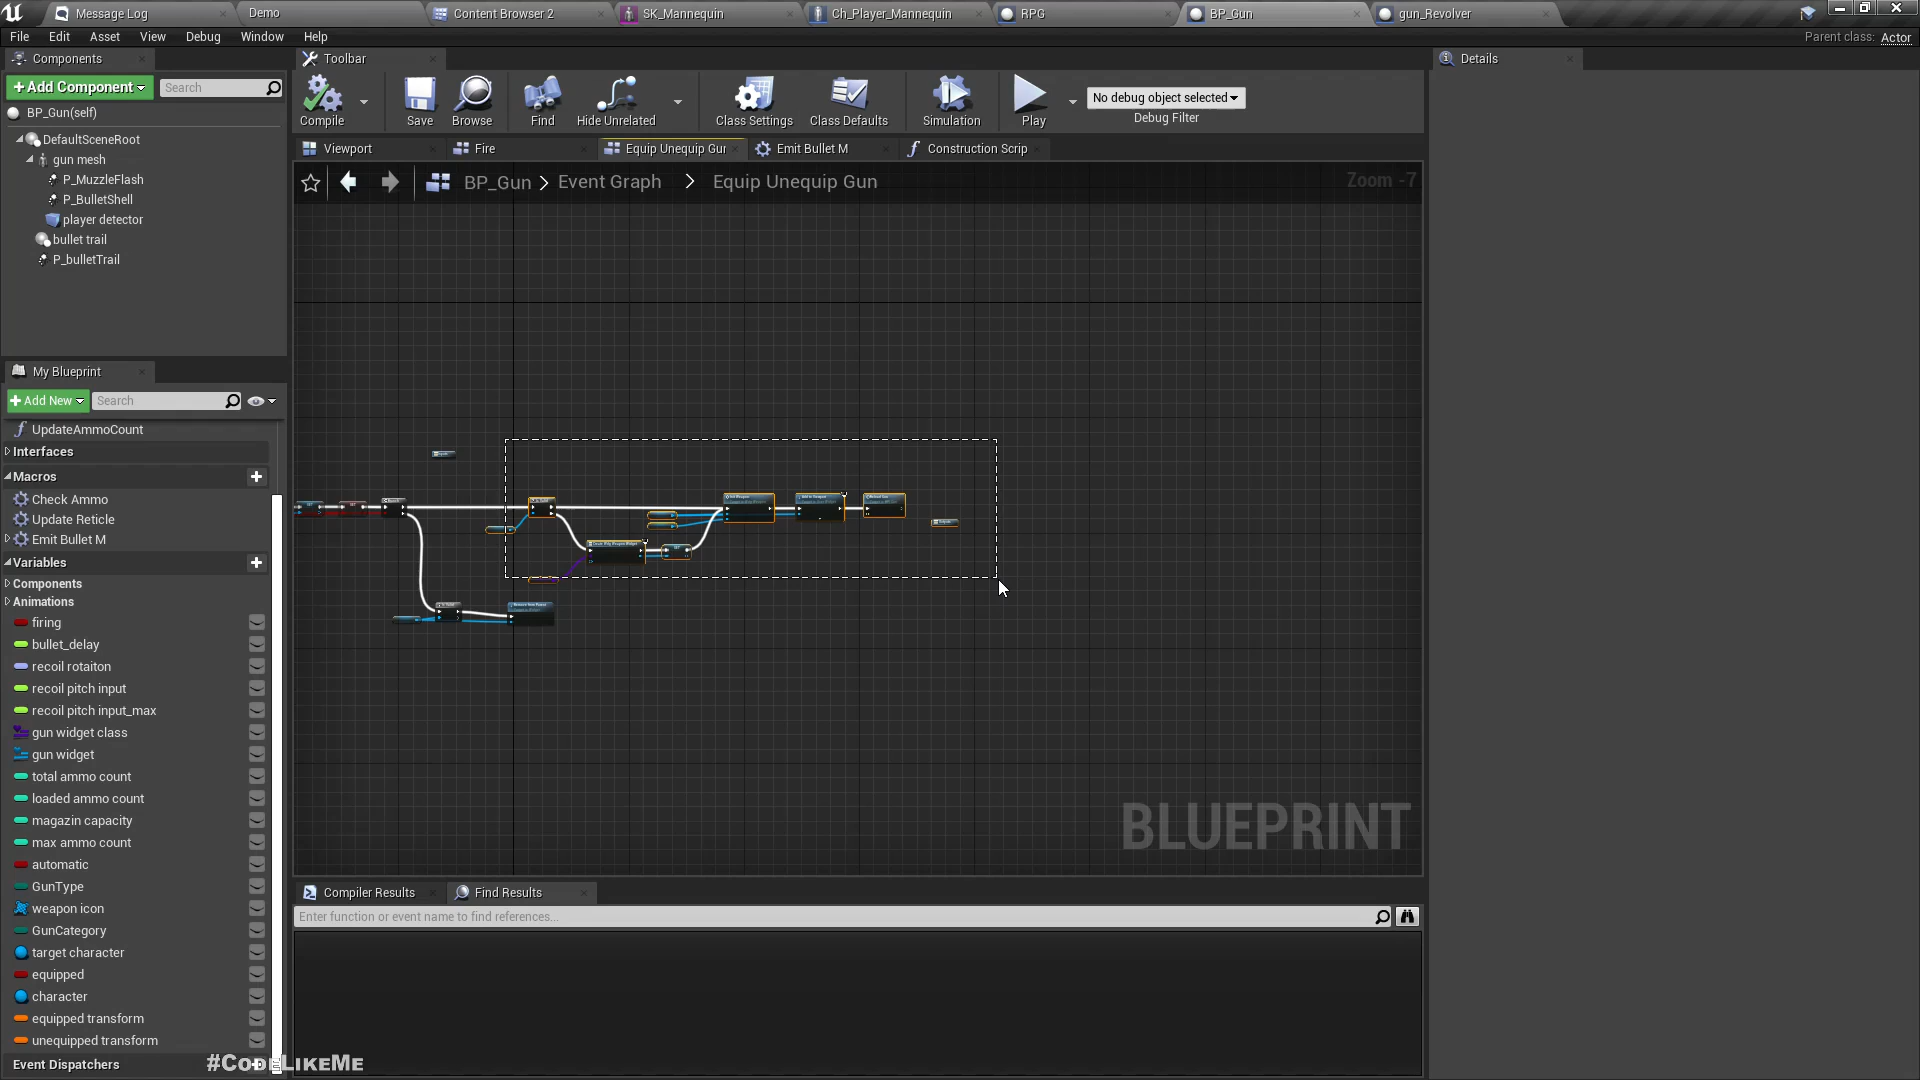 Message Log
Demo
Content Browser 2
SK_Mannequin
Ch_Player_Mannequin
RPG
BP_Gun
gun_Revolver
File Edit Asset View Debug Window Help
Parent class: Actor
Components
Toolbar
Details
+Add Component
Search
BP_Gun(self)
DefaultSceneRoot
gun mesh
P_MuzzleFlash
P_BulletShell
player detector
bullet trail
P_bulletTrail
Compile
Save
Browse
Find
Hide Unrelated
Class Settings
Class Defaults
Simulation
Play
No debug object selected
Debug Filter
Viewport
Fire
Equip Unequip Gur
Emit Bullet M
Construction Scrip
BP_Gun > Event Graph > Equip Unequip Gun
Zoom -7
BLUEPRINT
My Blueprint
+Add New
Search
UpdateAmmoCount
Interfaces
Macros
Check Ammo
Update Reticle
Emit Bullet M
Variables
Components
Animations
firing
bullet_delay
recoil rotaiton
recoil pitch input
recoil pitch input_max
gun widget class
gun widget
total ammo count
loaded ammo count
magazin capacity
max ammo count
automatic
GunType
weapon icon
GunCategory
target character
equipped
character
equipped transform
unequipped transform
Event Dispatchers
Compiler Results
Find Results
Enter function or event name to find references...
#CodeLikeMe